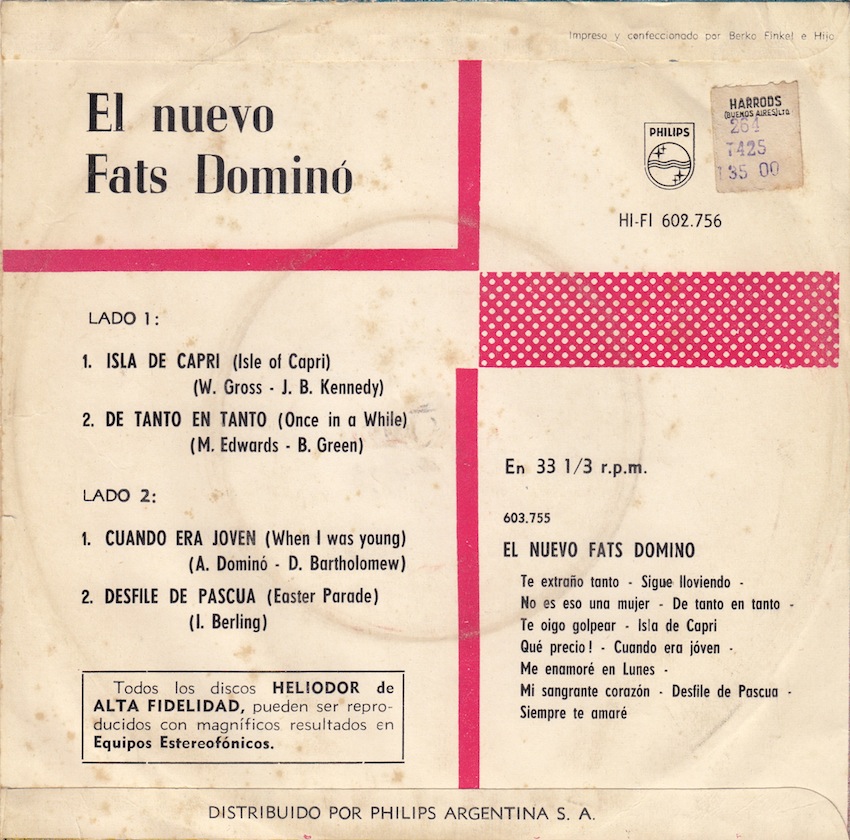 Impreso y confeccionado por Berko Finkel e Hijo
El nuevo
Fats Dominó
PHILIPS
HARRODS
(BUENOS AIRES) LTD
264
T425
135 00
HI-FI 602.756
LADO 1:
1. ISLA DE CAPRI (Isle of Capri)
(W. Gross - J. B. Kennedy)
2. DE TANTO EN TANTO (Once in a While)
(M. Edwards - B. Green)
LADO 2:
1. CUANDO ERA JOVEN (When I was young)
(A. Dominó - D. Bartholomew)
2. DESFILE DE PASCUA (Easter Parade)
(I. Berling)
Todos los discos HELIODOR de
ALTA FIDELIDAD, pueden ser repro-
ducidos con magníficos resultados en
Equipos Estereofónicos.
En 33 1/3 r.p.m.
603.755
EL NUEVO FATS DOMINO
Te extraño tanto - Sigue lloviendo -
No es eso una mujer - De tanto en tanto -
Te oigo golpear - Isla de Capri
Qué precio! - Cuando era jóven -
Me enamoré en Lunes -
Mi sangrante corazón - Desfile de Pascua -
Siempre te amaré
DISTRIBUIDO POR PHILIPS ARGENTINA S. A.